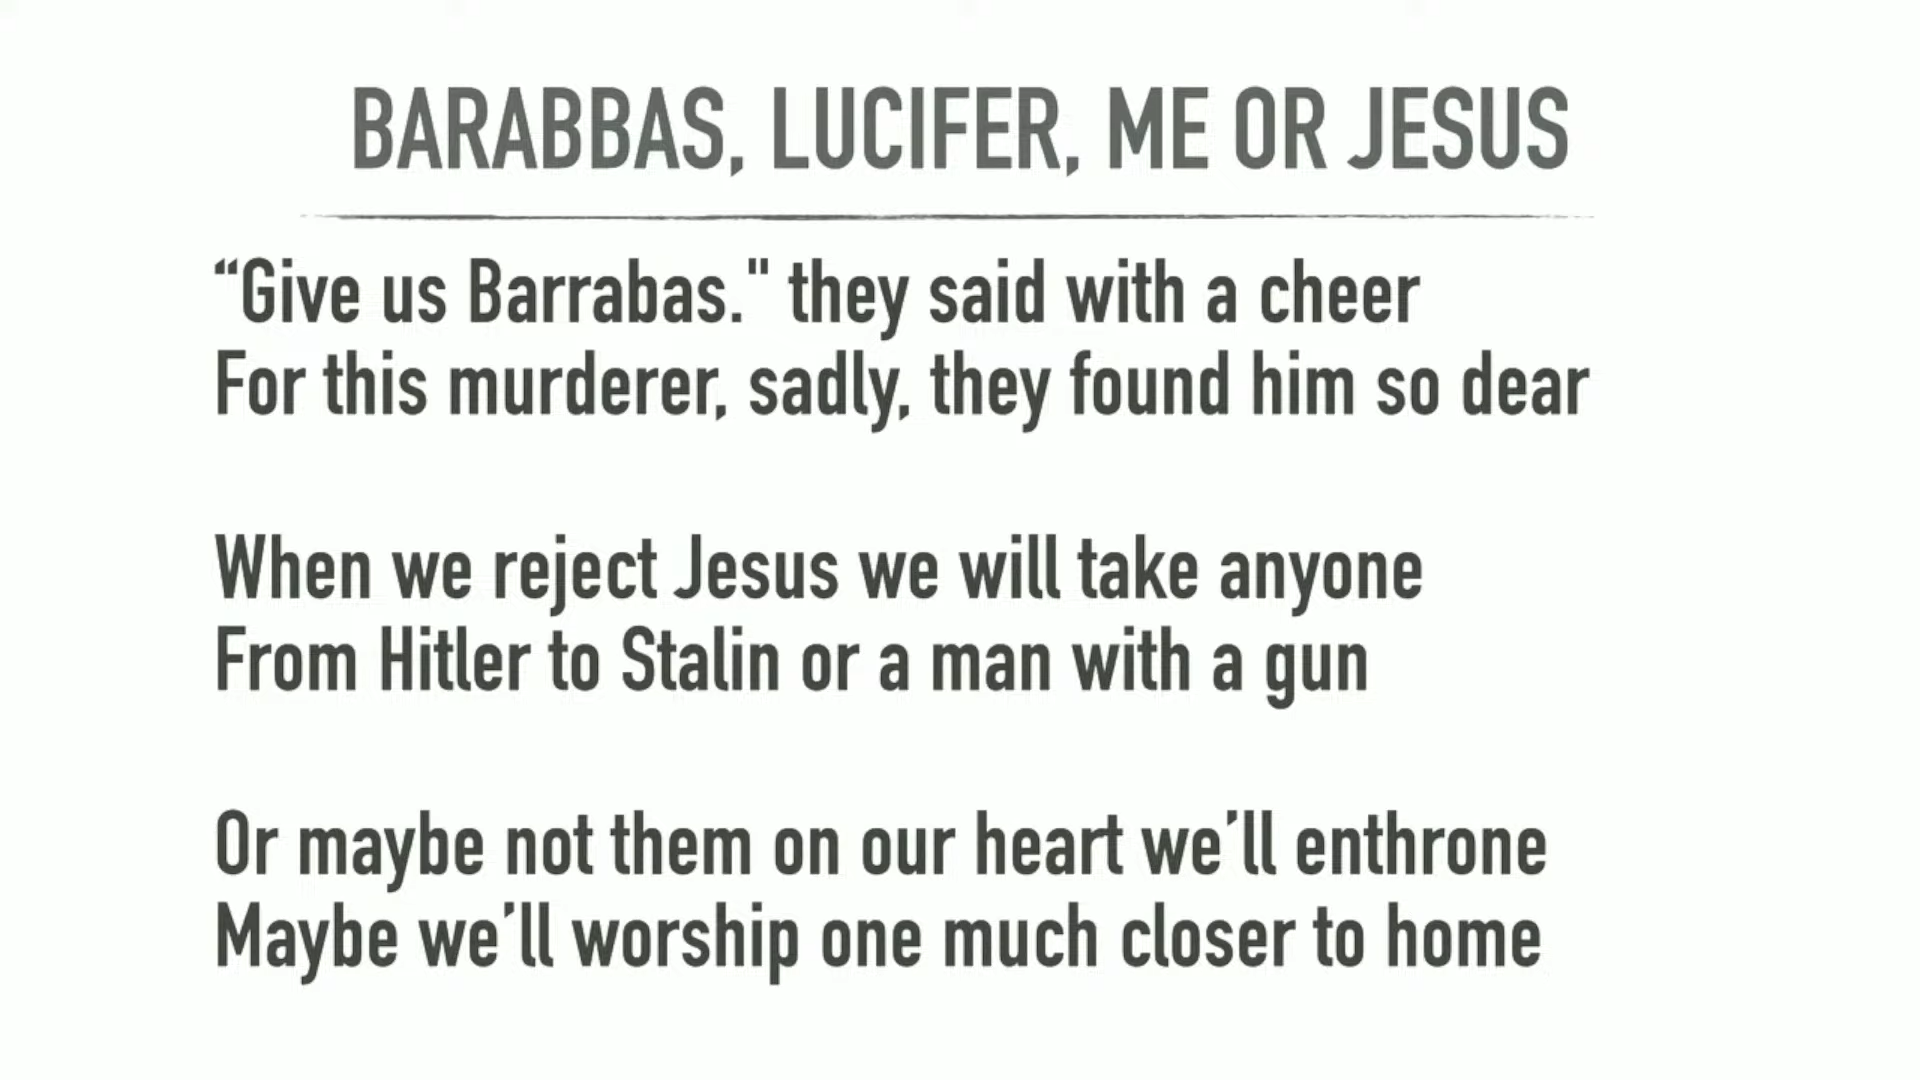 BARABBAS, LUCIFER, ME OR JESUS
“Give us Barrabas." they said with a cheer
For this murderer, sadly, they found him so dear
When we reject Jesus we will take anyone
From Hitler to Stalin or a man with a gun
Or maybe not them on our heart we’ll enthrone
Maybe we’ll worship one much closer to home